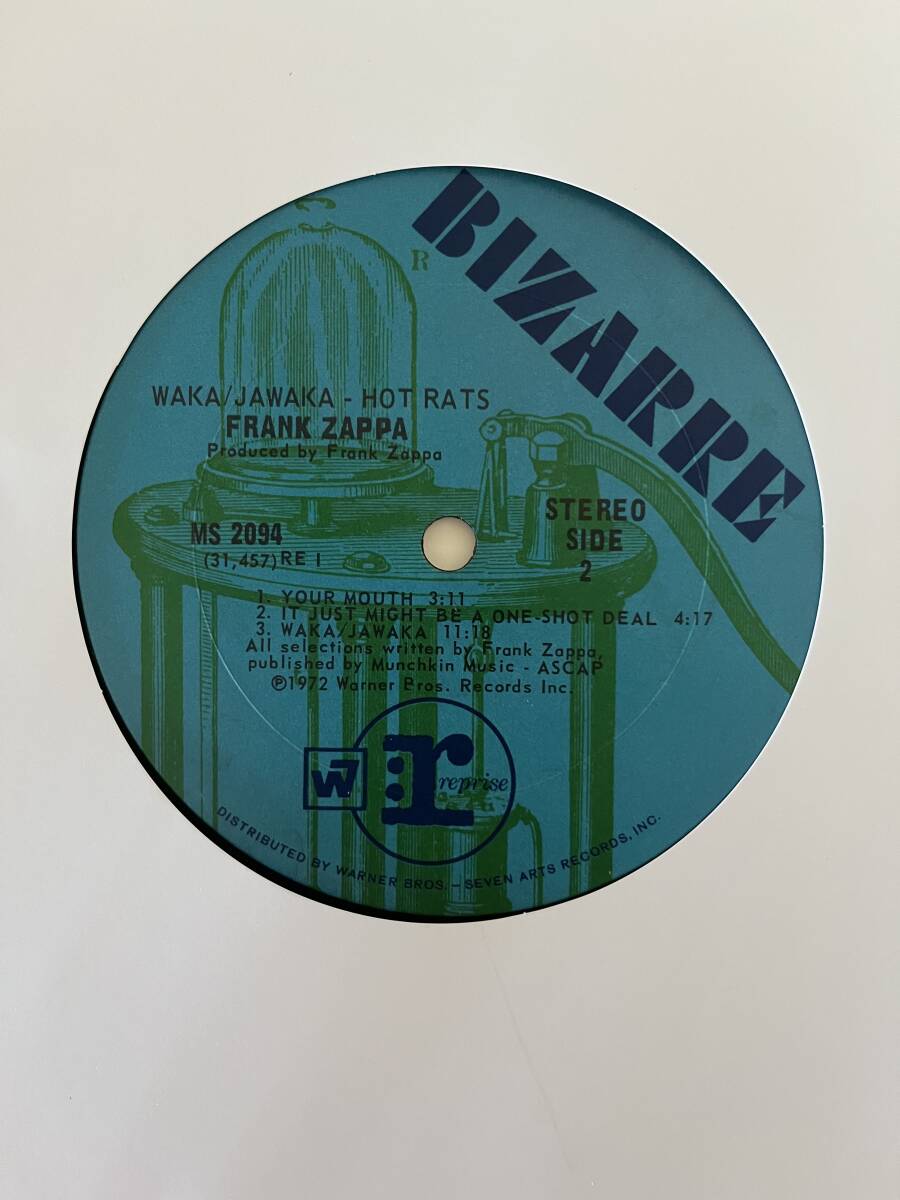 BIZARRE
R
WAKA/JAWAKA - HOT RATS
FRANK ZAPPA
Produced by Frank Zappa
MS 2094
(31,457) RE 1
STEREO
SIDE
2
1. YOUR MOUTH 3:11
2. IT JUST MIGHT BE A ONE-SHOT DEAL 4:17
3. WAKA/JAWAKA 11:18
All selections written by Frank Zappa,
published by Munchkin Music - ASCAP
℗1972 Warner Bros. Records Inc.
W7
r: reprise
DISTRIBUTED BY WARNER BROS. – SEVEN ARTS RECORDS, INC.